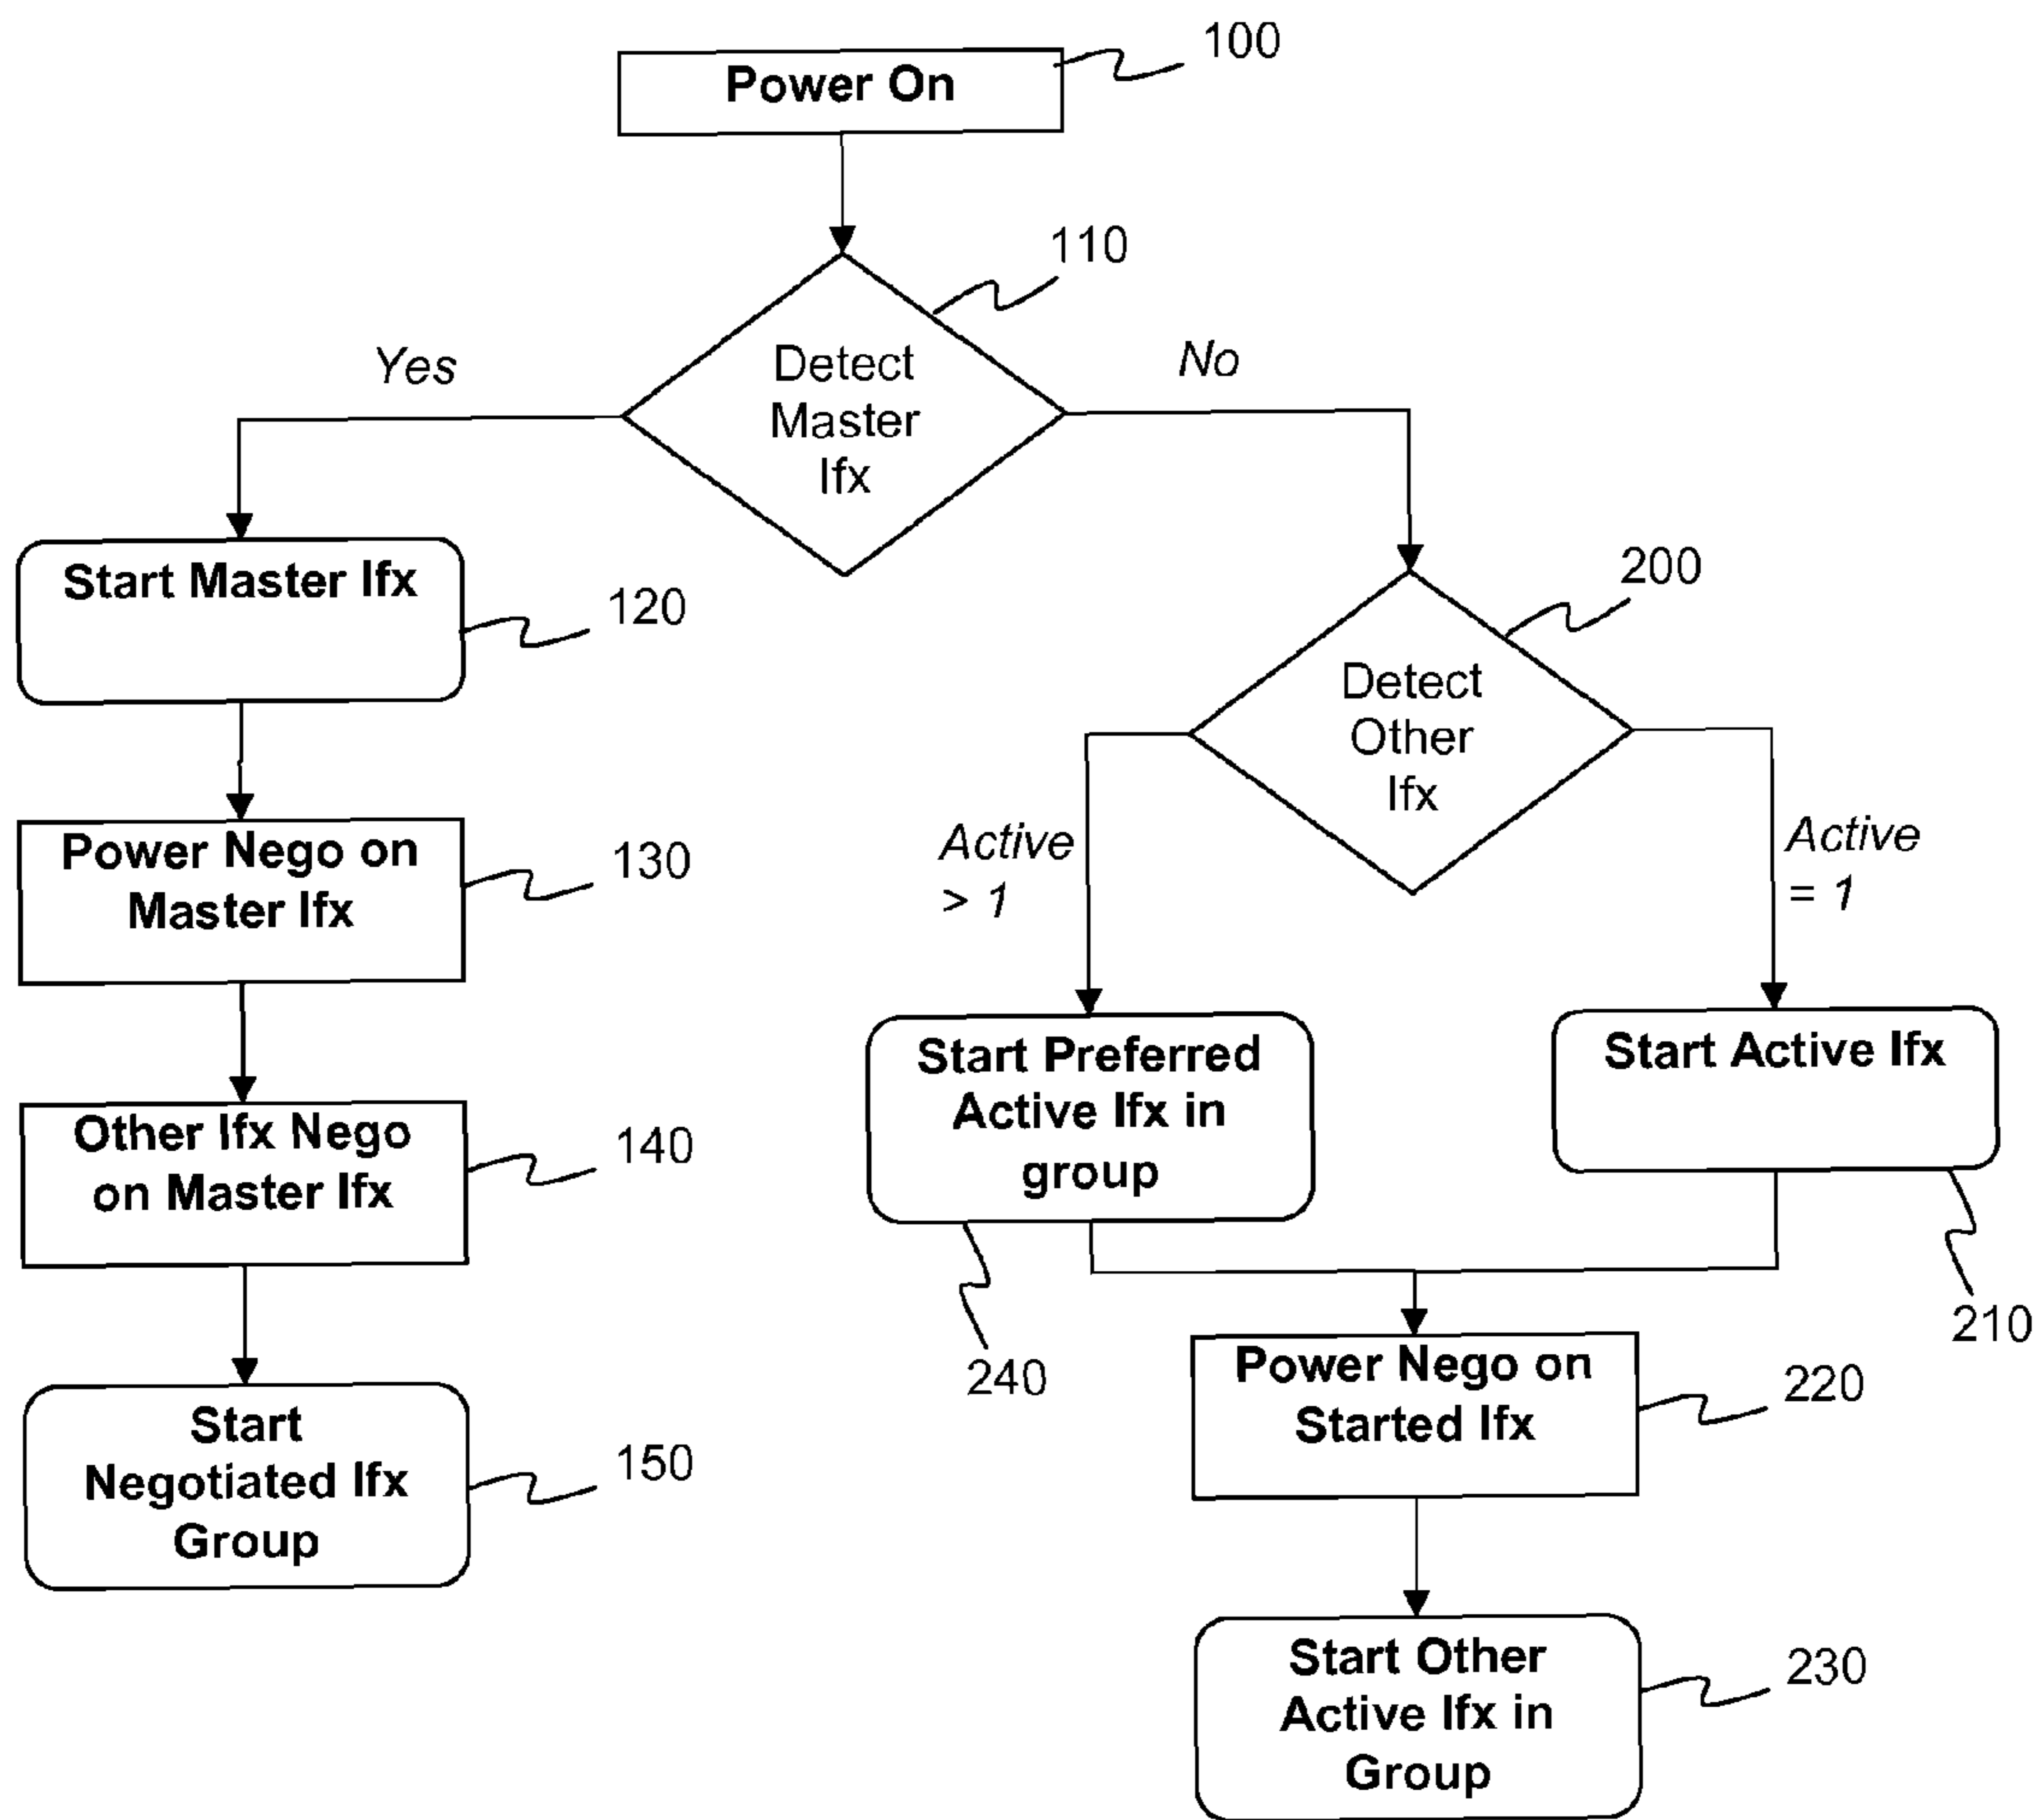 100
Power On
110
Yes
No
Detect
Master
Ifx
Start Master Ifx
120
200
Detect
Other
Ifx
Power Nego on
Master Ifx
130
Active
> 1
Active
= 1
Other Ifx Nego
on Master Ifx
140
Start Preferred
Active Ifx in
group
Start Active Ifx
240
210
Start
Negotiated Ifx
Group
150
Power Nego on
Started Ifx
220
Start Other
Active Ifx in
Group
230